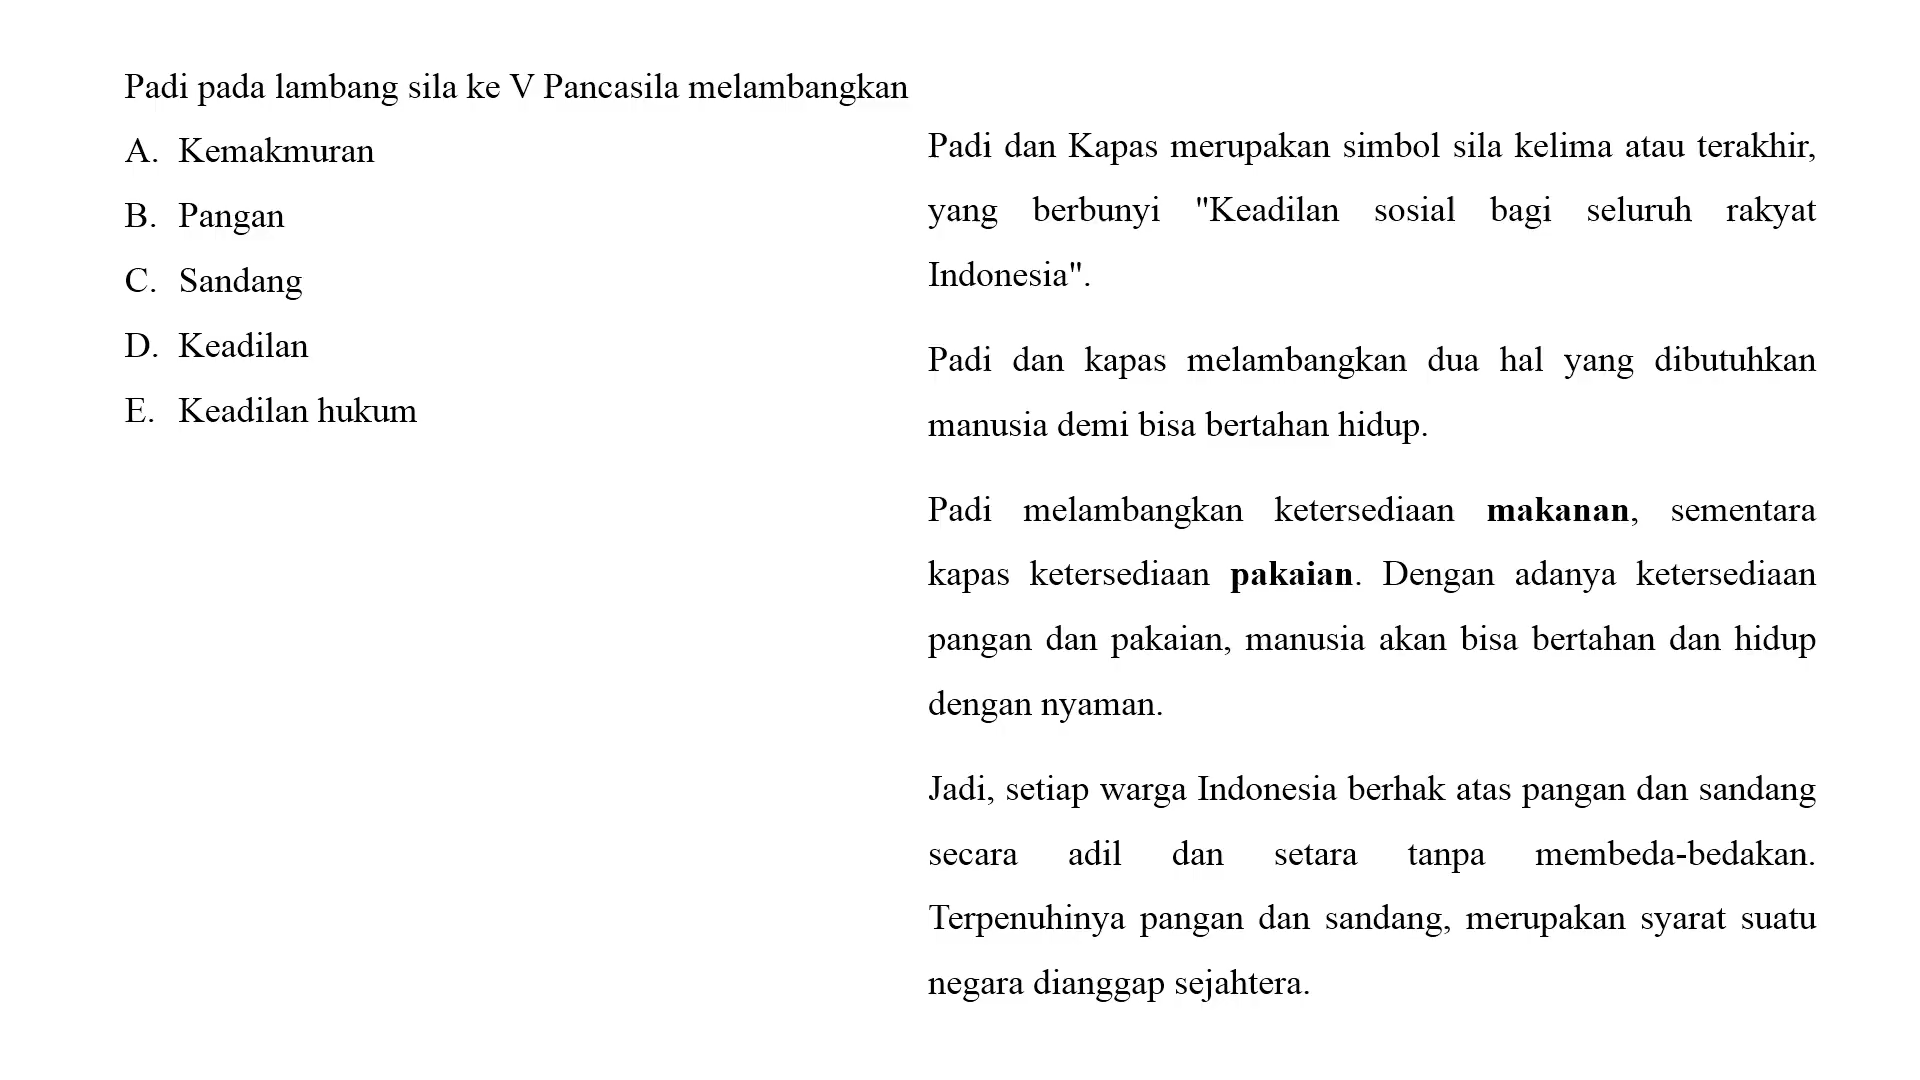 Padi pada lambang sila ke V Pancasila melambangkan
A. Kemakmuran
B. Pangan
C. Sandang
D. Keadilan
E. Keadilan hukum
Padi dan Kapas merupakan simbol sila kelima atau terakhir,
yang berbunyi "Keadilan sosial bagi seluruh rakyat
Indonesia".
Padi dan kapas melambangkan dua hal yang dibutuhkan
manusia demi bisa bertahan hidup.
Padi melambangkan ketersediaan makanan, sementara
kapas ketersediaan pakaian. Dengan adanya ketersediaan
pangan dan pakaian, manusia akan bisa bertahan dan hidup
dengan nyaman.
Jadi, setiap warga Indonesia berhak atas pangan dan sandang
secara adil dan setara tanpa membeda-bedakan.
Terpenuhinya pangan dan sandang, merupakan syarat suatu
negara dianggap sejahtera.